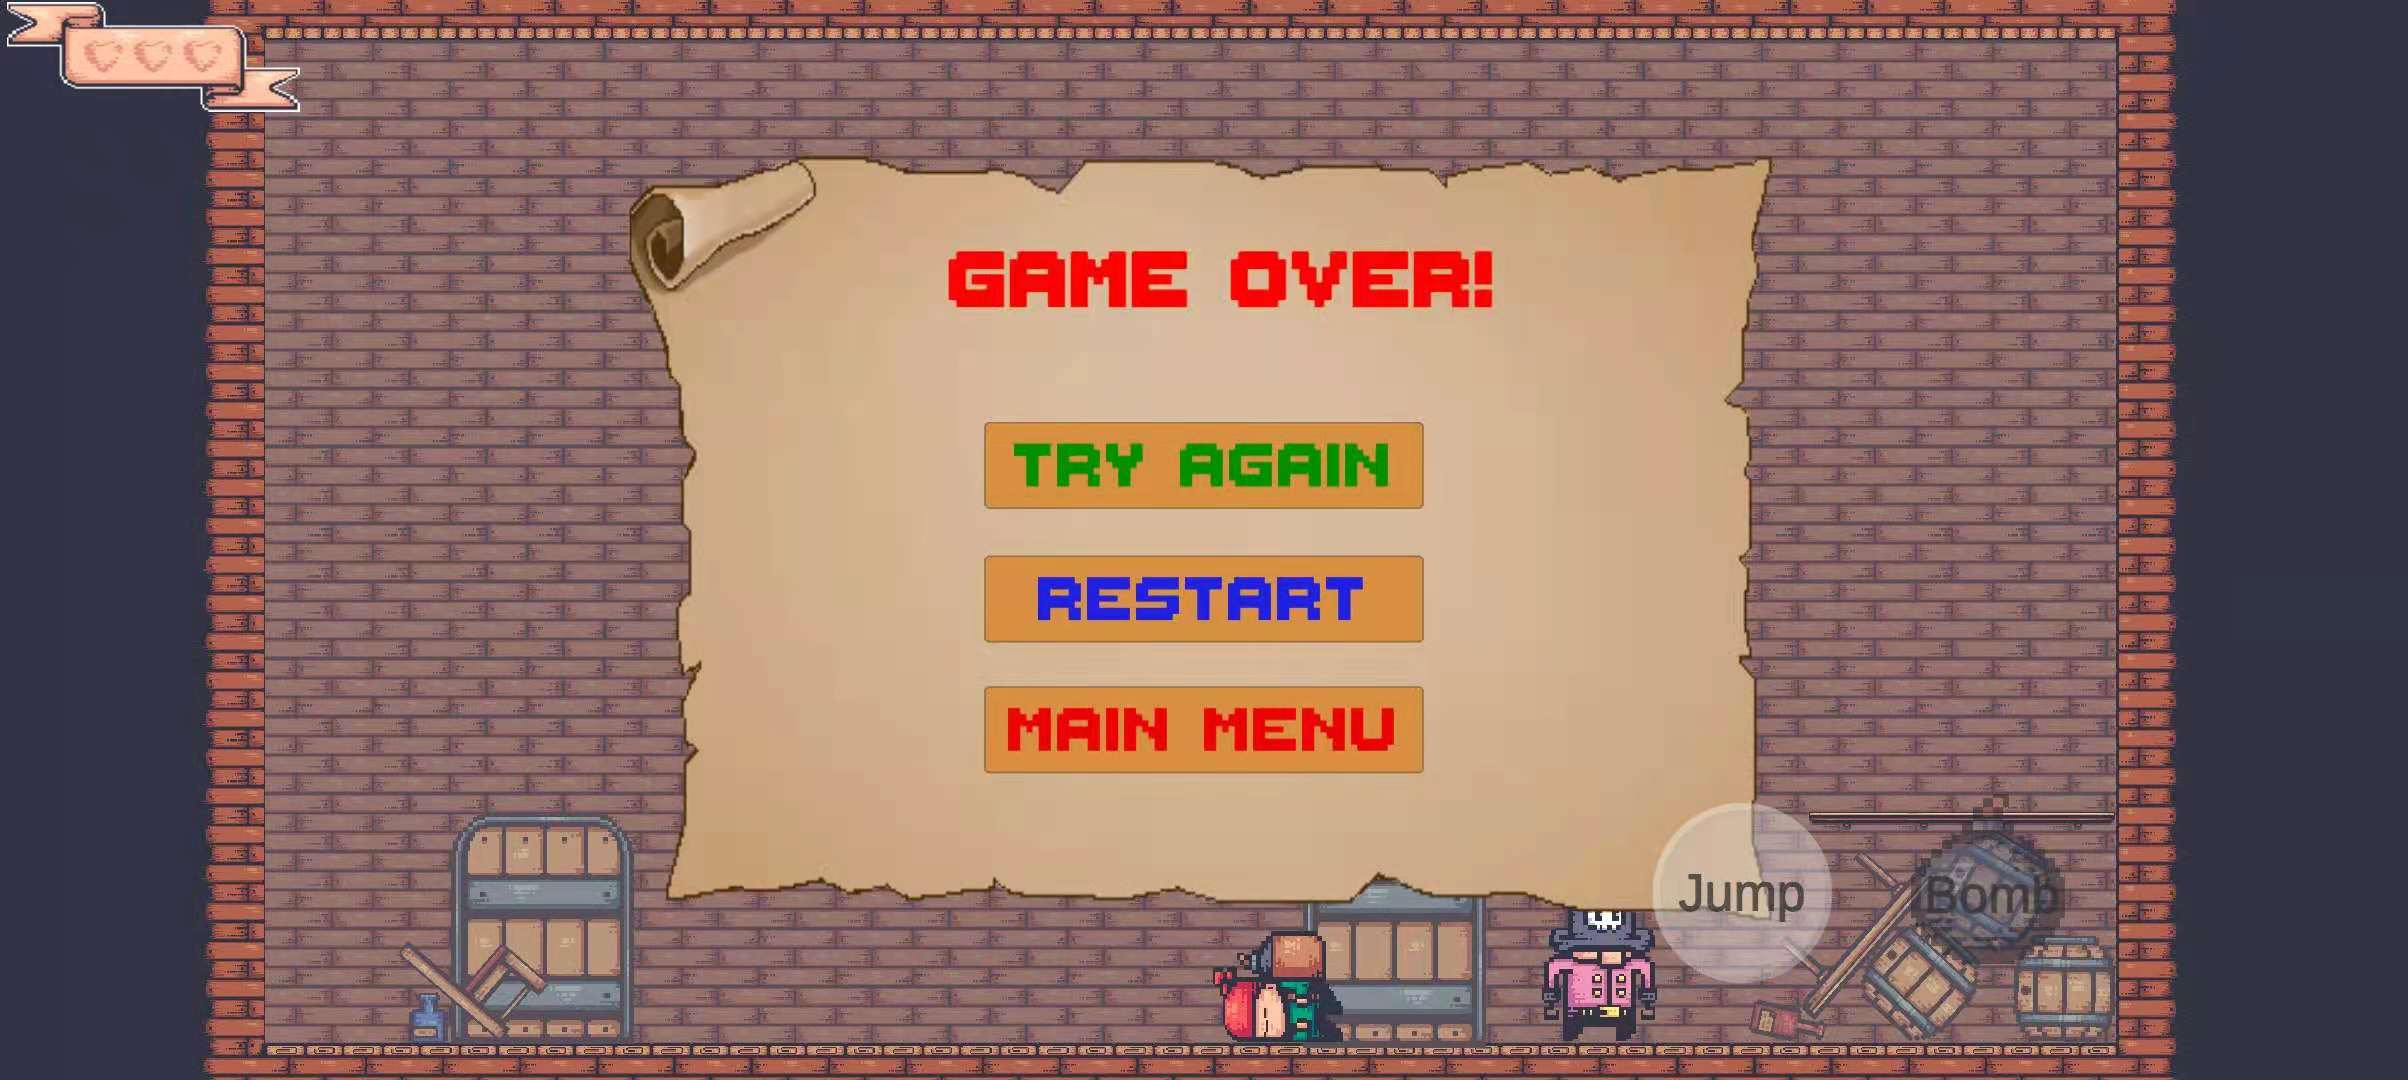 GAME OVER!
TRY AGAIN
RESTART
MAIN MENU
Jump
Bomb